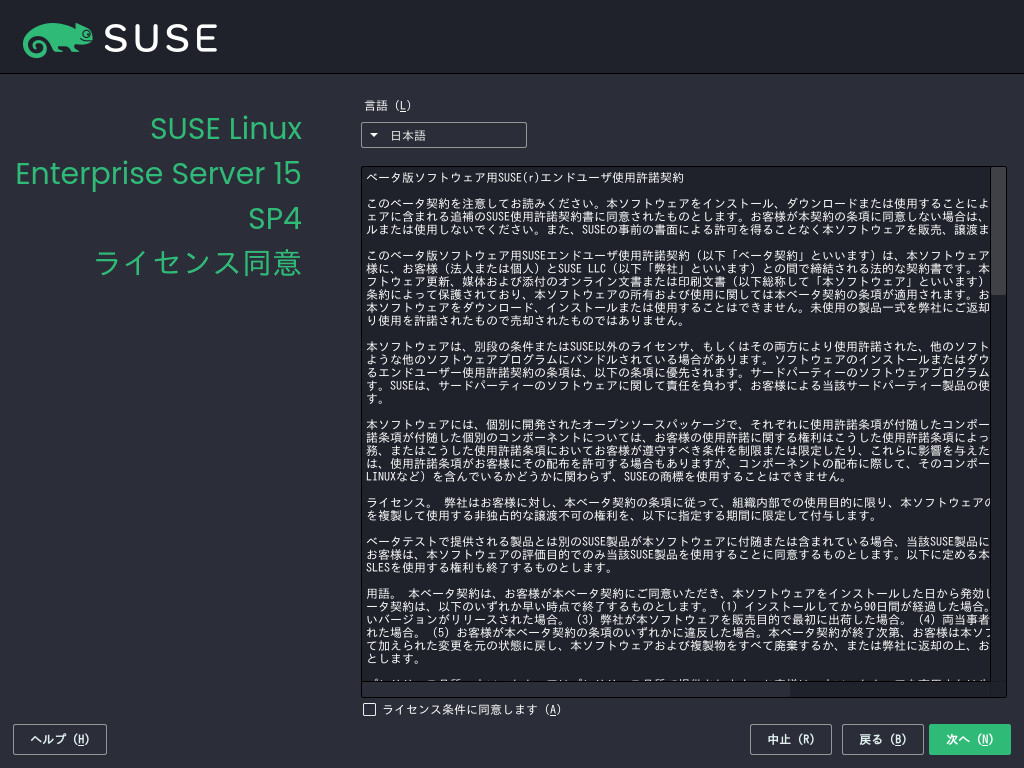 SUSE
SUSE Linux
Enterprise Server 15
SP4
ライセンス同意
言語 (L)
日本語
ベータ版ソフトウェア用SUSE(r)エンドユーザ使用許諾契約
このベータ契約を注意してお読みください。本ソフトウェアをインストール、ダウンロードまたは使用することによ
ェアに含まれる追補のSUSE使用許諾契約書に同意されたものとします。お客様が本契約の条項に同意しない場合は、
ルまたは使用しないでください。また、SUSEの事前の書面による許可を得ることなく本ソフトウェアを販売、譲渡ま
このベータ版ソフトウェア用SUSEエンドユーザ使用許諾契約 (以下「ベータ契約」といいます) は、本ソフトウェア
様に、お客様 (法人または個人) とSUSE LLC (以下「弊社」といいます) との間で締結される法的な契約書です。本
フトウェア更新、媒体および添付のオンライン文書または印刷文書 (以下総称して「本ソフトウェア」といいます)
条約によって保護されており、本ソフトウェアの所有および使用に関しては本ベータ契約の条項が適用されます。お
本ソフトウェアをダウンロード、インストールまたは使用することはできません。未使用の製品一式を弊社にご返却
り使用を許諾されたもので売却されたものではありません。
本ソフトウェアは、別段の条件またはSUSE以外のライセンサ、もしくはその両方により使用許諾された、他のソフト
ような他のソフトウェアプログラムにバンドルされている場合があります。ソフトウェアのインストールまたはダウ
るエンドユーザー使用許諾契約の条項は、以下の条項に優先されます。サードパーティーのソフトウェアプログラム
す。SUSEは、サードパーティーのソフトウェアに関して責任を負わず、お客様による当該サードパーティー製品の使
す。
本ソフトウェアには、個別に開発されたオープンソースパッケージで、それぞれに使用許諾条項が付随したコンポー
諾条項が付随した個別のコンポーネントについては、お客様の使用許諾に関する権利はこうした使用許諾条項によっ
務、またはこうした使用許諾条項においてお客様が遵守すべき条件を制限または限定したり、これらに影響を与えた
は、使用許諾条項がお客様にその配布を許可する場合もありますが、コンポーネントの配布に際して、そのコンポー
LINUXなど) を含んでいるかどうかに関わらず、SUSEの商標を使用することはできません。
ライセンス。 弊社はお客様に対し、本ベータ契約の条項に従って、組織内部での使用目的に限り、本ソフトウェアの
を複製して使用する非独占的な譲渡不可の権利を、以下に指定する期間に限定して付与します。
ベータテストで提供される製品とは別のSUSE製品が本ソフトウェアに付随または含まれている場合、当該SUSE製品に
お客様は、本ソフトウェアの評価目的でのみ当該SUSE製品を使用することに同意するものとします。以下に定める本
SLESを使用する権利も終了するものとします。
用語。 本ベータ契約は、お客様が本ベータ契約にご同意いただき、本ソフトウェアをインストールした日から発効し
ータ契約は、以下のいずれか早い時点で終了するものとします。 (1) インストールしてから90日間が経過した場合。
いバージョンがリリースされた場合。 (3) 弊社が本ソフトウェアを販売目的で最初に出荷した場合。 (4) 両当事者
れた場合。 (5) お客様が本ベータ契約の条項のいずれかに違反した場合。本ベータ契約が終了次第、お客様は本ソフ
て加えられた変更を元の状態に戻し、本ソフトウェアおよび複製物をすべて廃棄するか、または弊社に返却の上、お
とします。
ライセンス条件に同意します (A)
ヘルプ (H)
中止 (R)
戻る (B)
次へ (N)